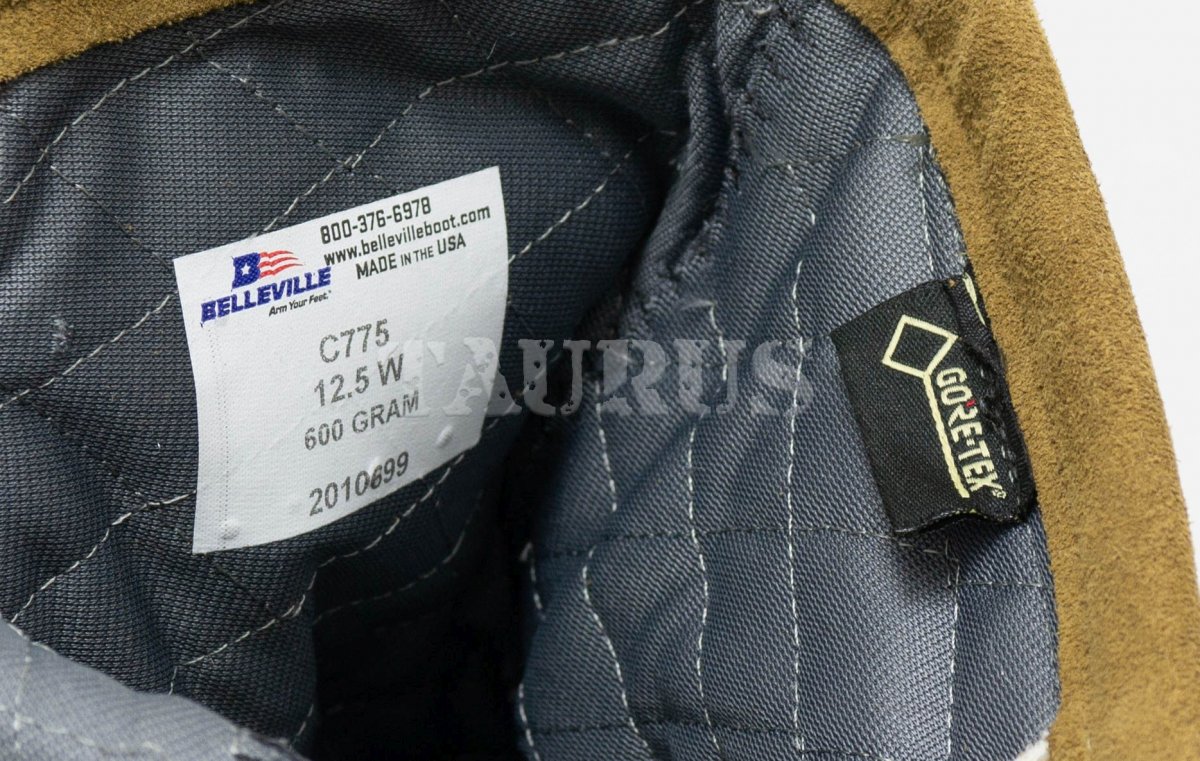 800-376-6978
www.bellevilleboot.com
MADE IN THE USA
BELLEVILLE
Arm Your Feet.™
C775
12.5 W
600 GRAM
2010699
TAURUS
GORE-TEX®